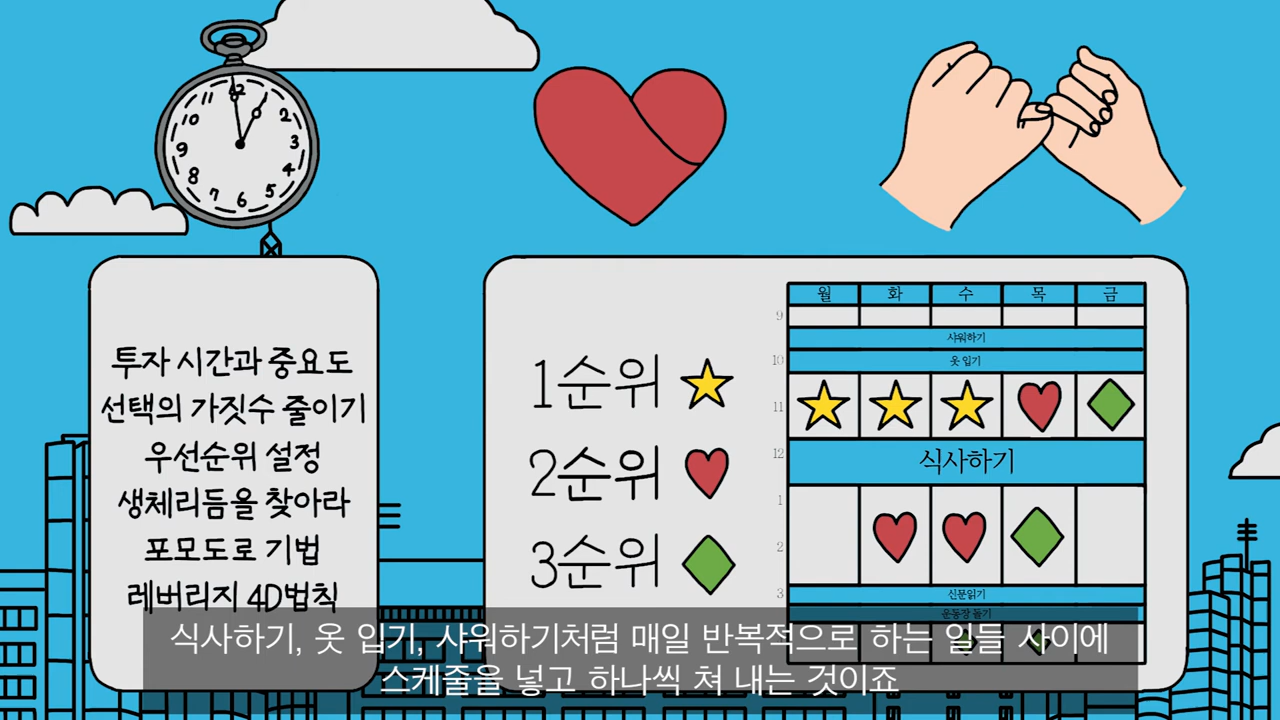 12
1
2
3
4
5
6
7
8
9
10
11
투자 시간과 중요도
선택의 가짓수 줄이기
우선순위 설정
생체리듬을 찾아라
포모도로 기법
레버리지 4D법칙
1순위
2순위
3순위
월 화 수 목 금
9
샤워하기
10
옷 입기
11
12
식사하기
1
2
3
신문읽기
운동장 돌기
식사하기, 옷 입기, 샤워하기처럼 매일 반복적으로 하는 일들 사이에
스케줄을 넣고 하나씩 쳐 내는 것이죠